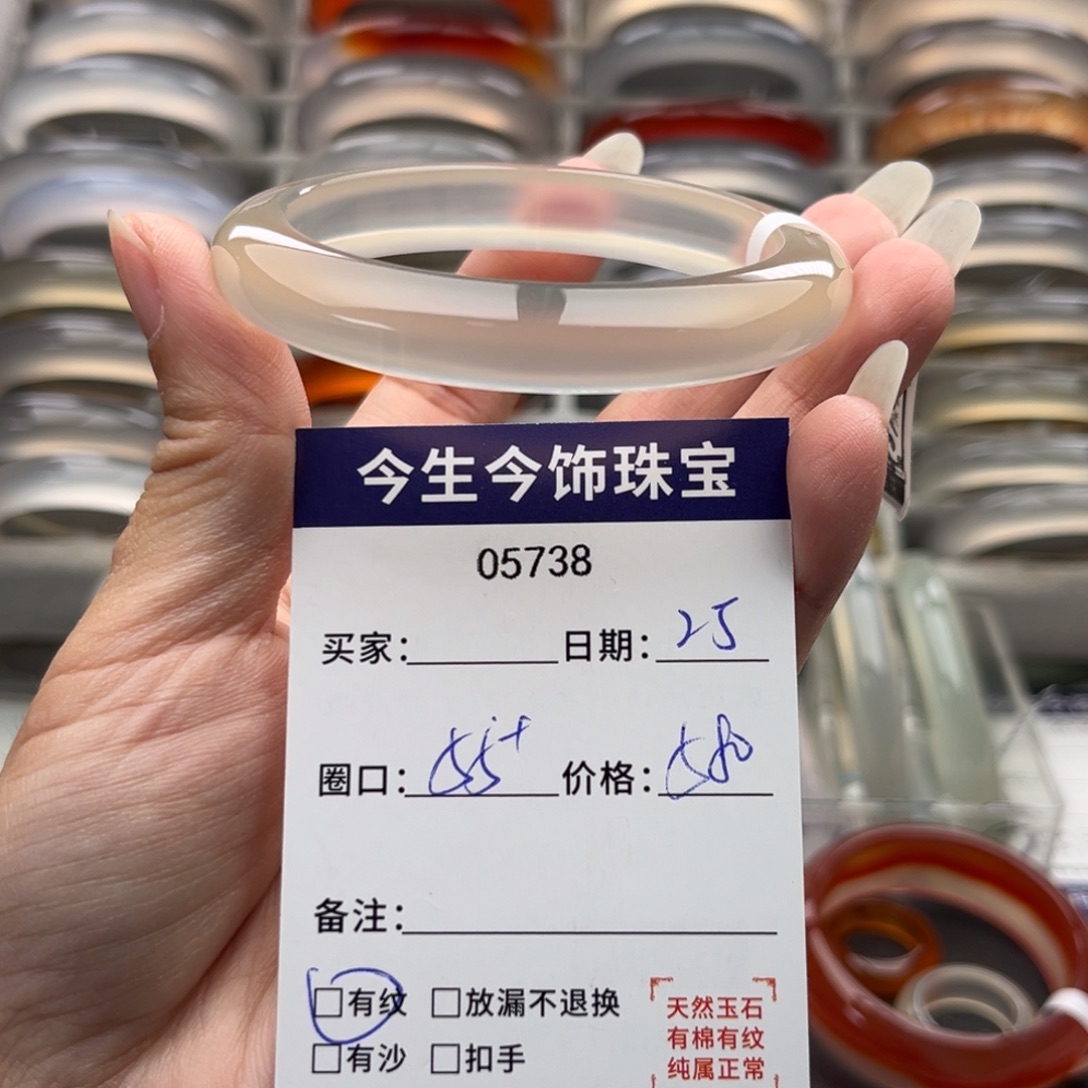 今生今饰珠宝
05738
买家: 日期: 25
圈口: 55+ 价格: 580
备注:
□有纹 □放漏不退换
□有沙 □扣手
天然玉石
有棉有纹
纯属正常